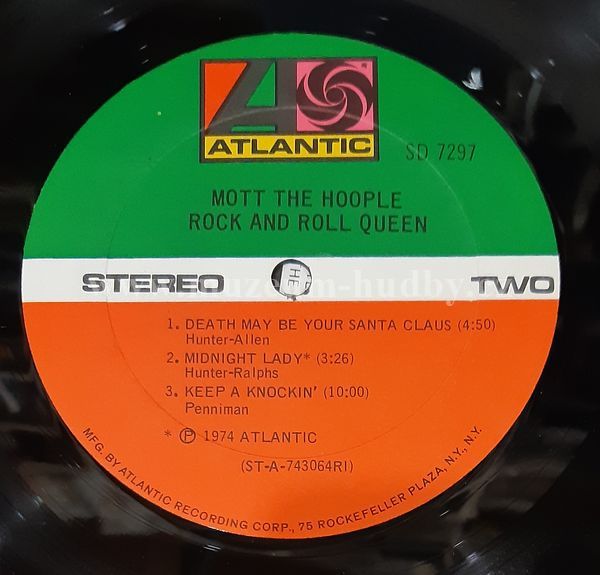 ATLANTIC
SD 7297
MOTT THE HOOPLE
ROCK AND ROLL QUEEN
STEREO
TWO
1. DEATH MAY BE YOUR SANTA CLAUS (4:50)
Hunter-Allen
2. MIDNIGHT LADY* (3:26)
Hunter-Ralphs
3. KEEP A KNOCKIN' (10:00)
Penniman
* Ⓟ 1974 ATLANTIC
(ST-A-743064RI)
MFG. BY ATLANTIC RECORDING CORP., 75 ROCKEFELLER PLAZA, N.Y., N.Y.